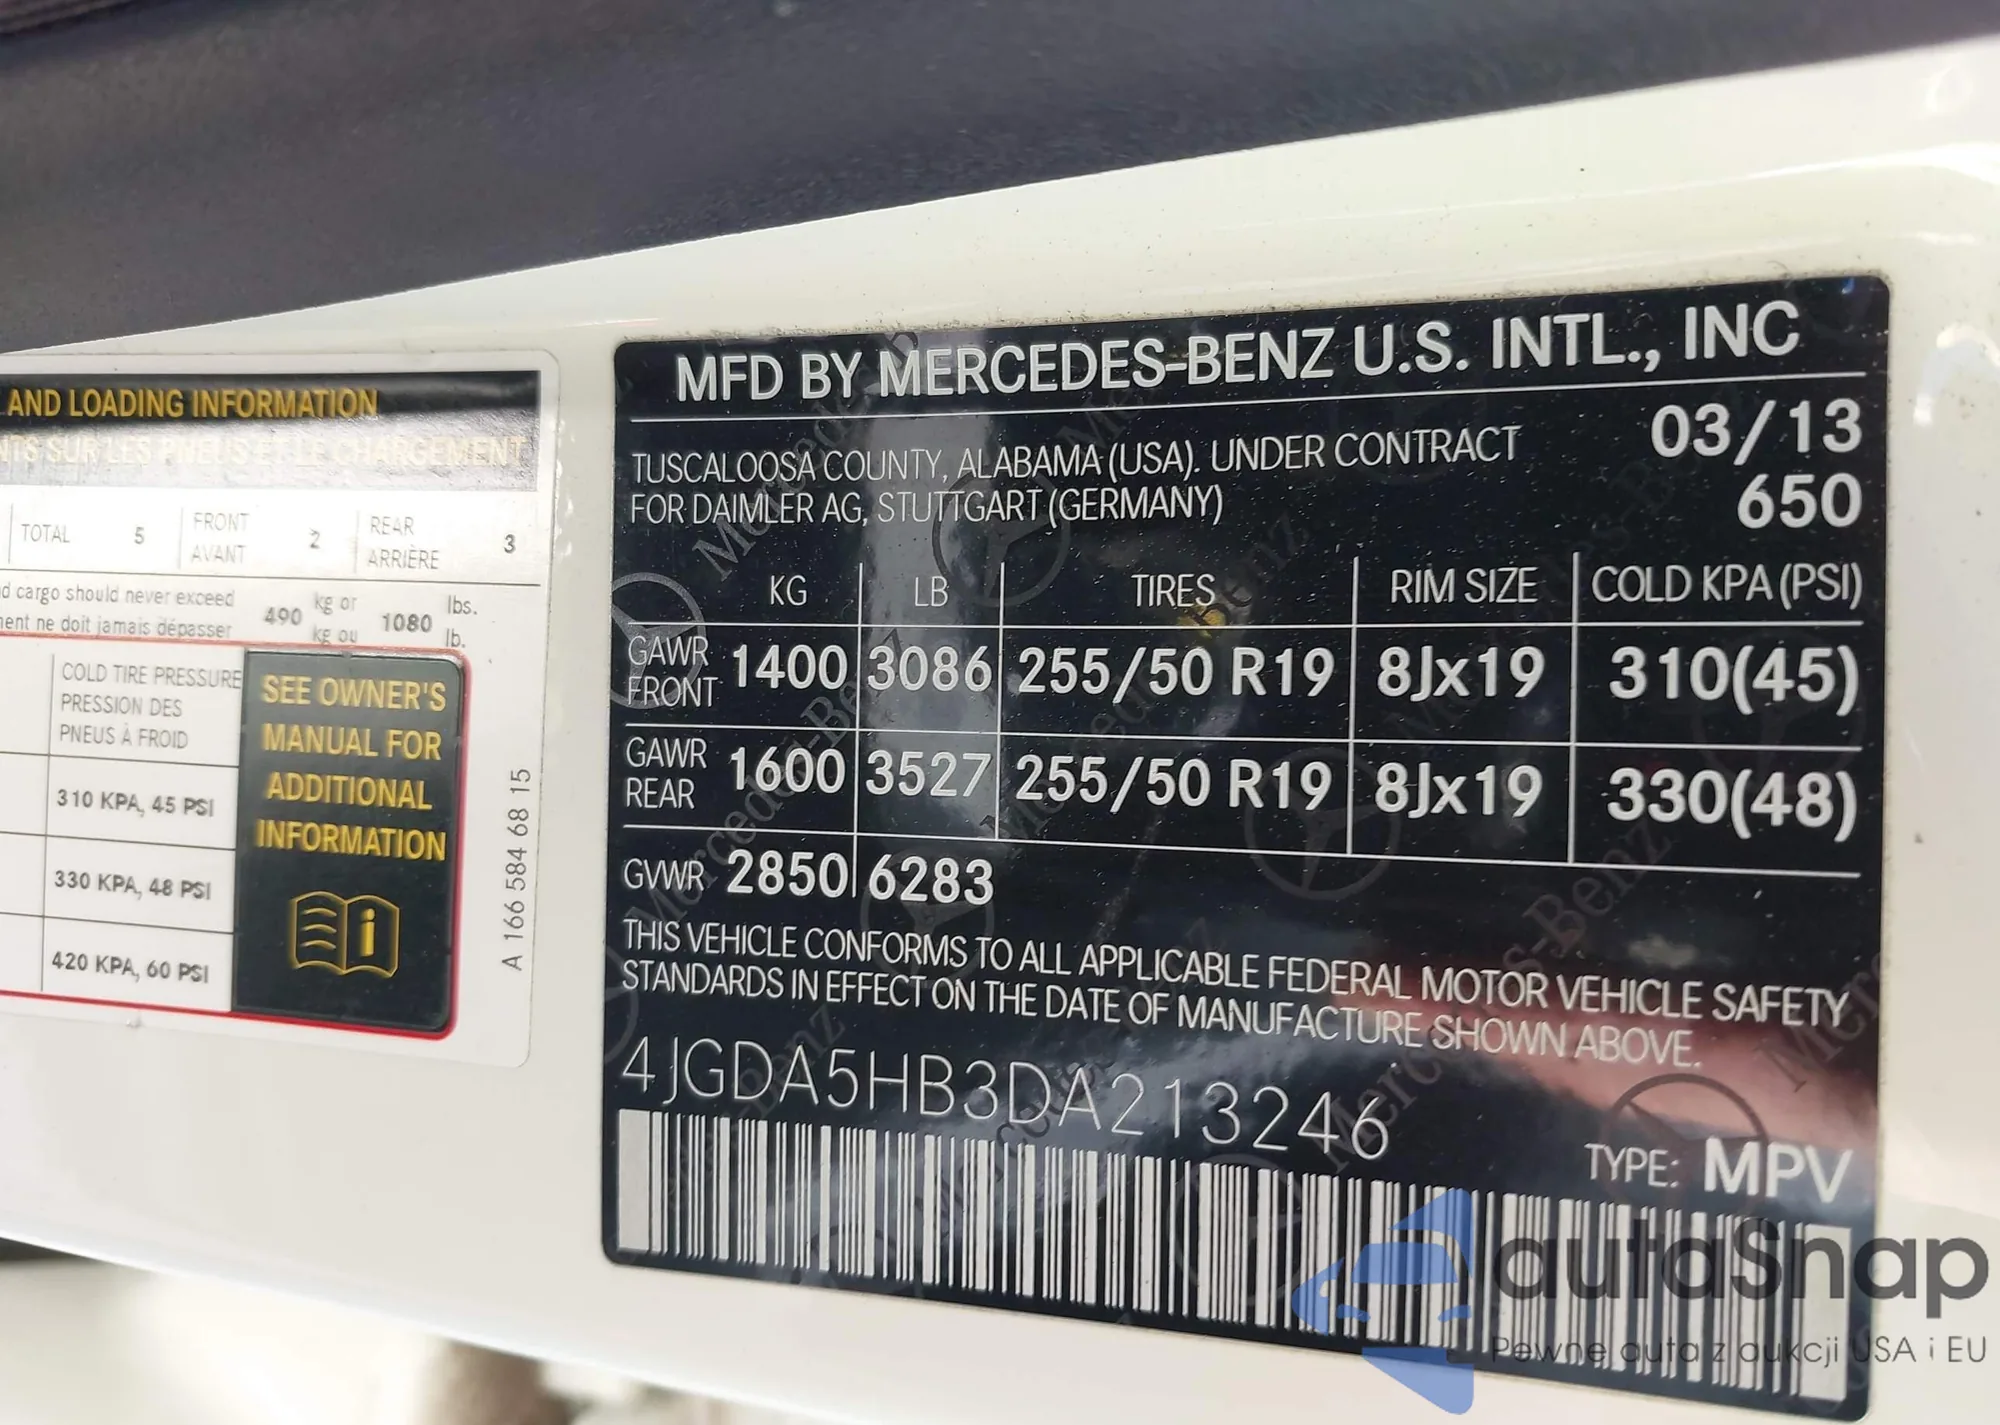 AND LOADING INFORMATION
NTS SUR LES PNEUS ET LE CHARGEMENT
TOTAL 5 FRONT AVANT 2 REAR ARRIÈRE 3
d cargo should never exceed 490 kg or 1080 lbs.
ment ne doit jamais dépasser kg ou lb.
COLD TIRE PRESSURE
PRESSION DES
PNEUS À FROID
310 KPA, 45 PSI
330 KPA, 48 PSI
420 KPA, 60 PSI
SEE OWNER'S
MANUAL FOR
ADDITIONAL
INFORMATION
A 166 584 68 15
MFD BY MERCEDES-BENZ U.S. INTL., INC
TUSCALOOSA COUNTY, ALABAMA (USA). UNDER CONTRACT 03/13
FOR DAIMLER AG, STUTTGART (GERMANY) 650
KG LB TIRES RIM SIZE COLD KPA (PSI)
GAWR FRONT 1400 3086 255/50 R19 8Jx19 310(45)
GAWR REAR 1600 3527 255/50 R19 8Jx19 330(48)
GVWR 2850 6283
THIS VEHICLE CONFORMS TO ALL APPLICABLE FEDERAL MOTOR VEHICLE SAFETY
STANDARDS IN EFFECT ON THE DATE OF MANUFACTURE SHOWN ABOVE.
4JGDA5HB3DA213246
TYPE: MPV
autaSnap
Pewne auta z aukcji USA i EU